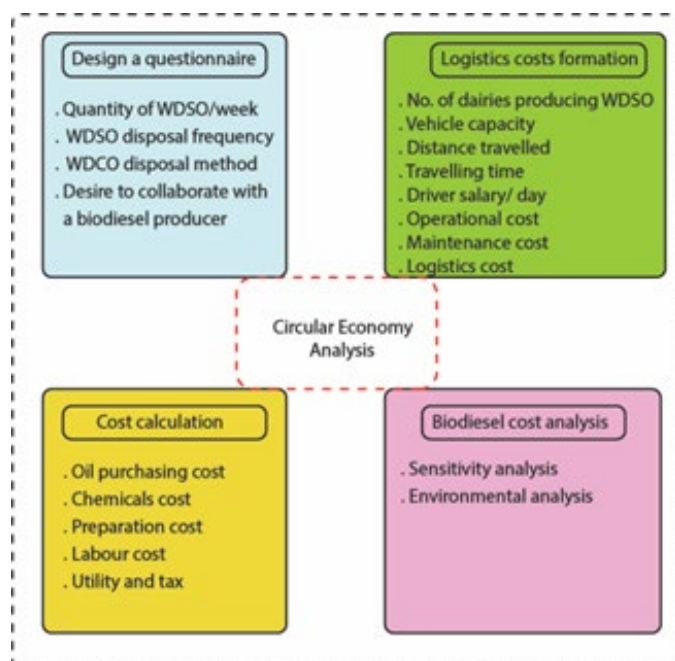 Design a questionnaire
. Quantity of WDSO/week
. WDSO disposal frequency
. WDCO disposal method
. Desire to collaborate with
a biodiesel producer
Logistics costs formation
. No. of dairies producing WDSO
. Vehicle capacity
. Distance travelled
. Travelling time
. Driver salary/ day
. Operational cost
. Maintenance cost
. Logistics cost
Circular Economy
Analysis
Cost calculation
. Oil purchasing cost
. Chemicals cost
. Preparation cost
. Labour cost
. Utility and tax
Biodiesel cost analysis
. Sensitivity analysis
. Environmental analysis